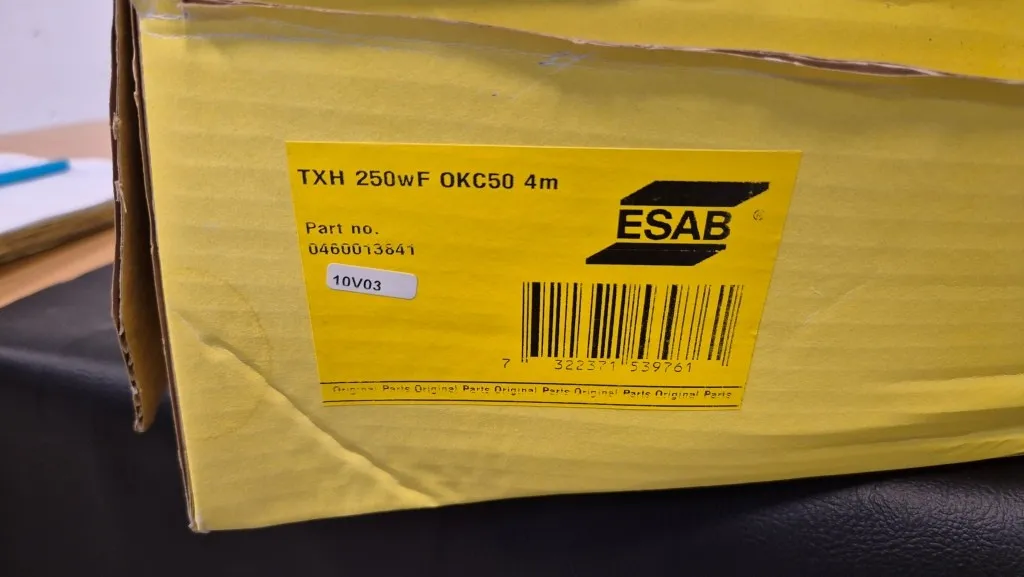 TXH 250wF OKC50 4m
ESAB ®
Part no.
0460013841
10V03
7 322371 539761
Original Parts Original Parts Original Parts Original Parts Original Parts